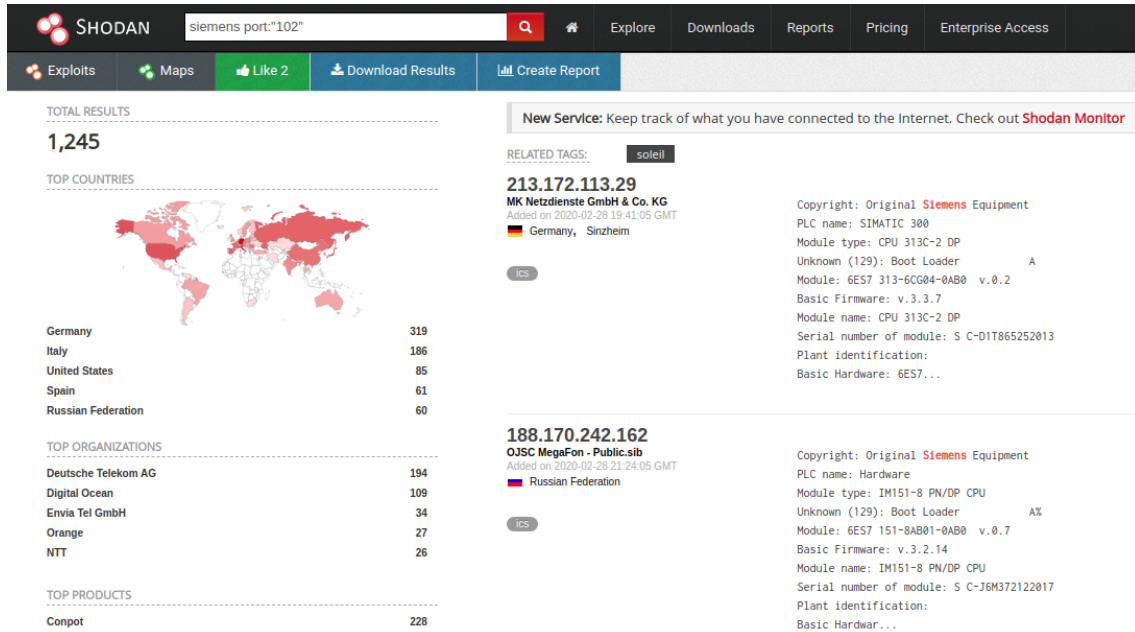 SHODAN siemens port:"102" Explore Downloads Reports Pricing Enterprise Access
Exploits Maps Like 2 Download Results Create Report
TOTAL RESULTS
1,245
TOP COUNTRIES
Germany 319
Italy 186
United States 85
Spain 61
Russian Federation 60
TOP ORGANIZATIONS
Deutsche Telekom AG 194
Digital Ocean 109
Envia Tel GmbH 34
Orange 27
NTT 26
TOP PRODUCTS
Conpot 228
New Service: Keep track of what you have connected to the Internet. Check out Shodan Monitor
RELATED TAGS: soleil
213.172.113.29
MK Netzdienste GmbH & Co. KG
Added on 2020-02-28 19:41:05 GMT
Germany, Sinzheim
ics
Copyright: Original Siemens Equipment
PLC name: SIMATIC 300
Module type: CPU 313C-2 DP
Unknown (129): Boot Loader A
Module: 6ES7 313-6CG04-0AB0 v.0.2
Basic Firmware: v.3.3.7
Module name: CPU 313C-2 DP
Serial number of module: S C-D1T865252013
Plant identification:
Basic Hardware: 6ES7...
188.170.242.162
OJSC MegaFon - Public.sib
Added on 2020-02-28 21:24:05 GMT
Russian Federation
ics
Copyright: Original Siemens Equipment
PLC name: Hardware
Module type: IM151-8 PN/DP CPU
Unknown (129): Boot Loader A%
Module: 6ES7 151-8AB01-0AB0 v.0.7
Basic Firmware: v.3.2.14
Module name: IM151-8 PN/DP CPU
Serial number of module: S C-J6M372122017
Plant identification:
Basic Hardwar...